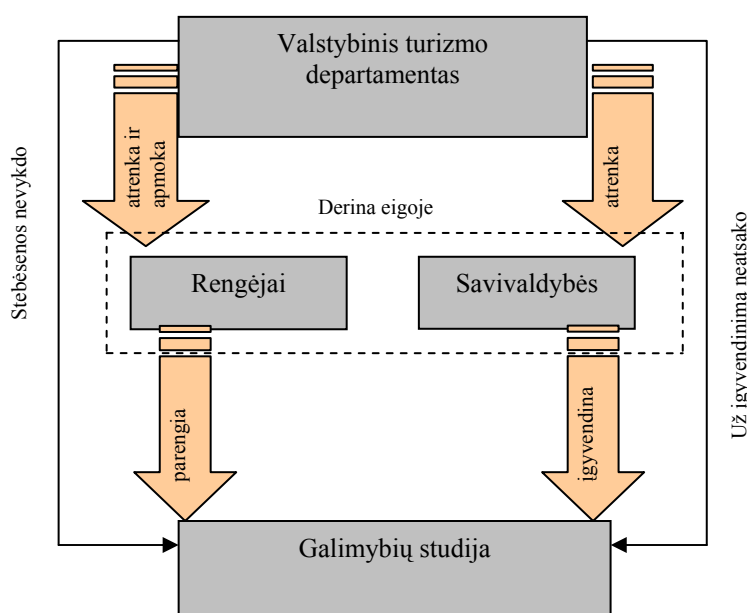 Valstybinis turizmo
departamentas
Stebėsenos nevykdo
atrenka ir
apmoka
atrenka
Už įgyvendinima neatsako
Derina eigoje
Rengėjai
Savivaldybės
parengia
įgyvendina
Galimybių studija